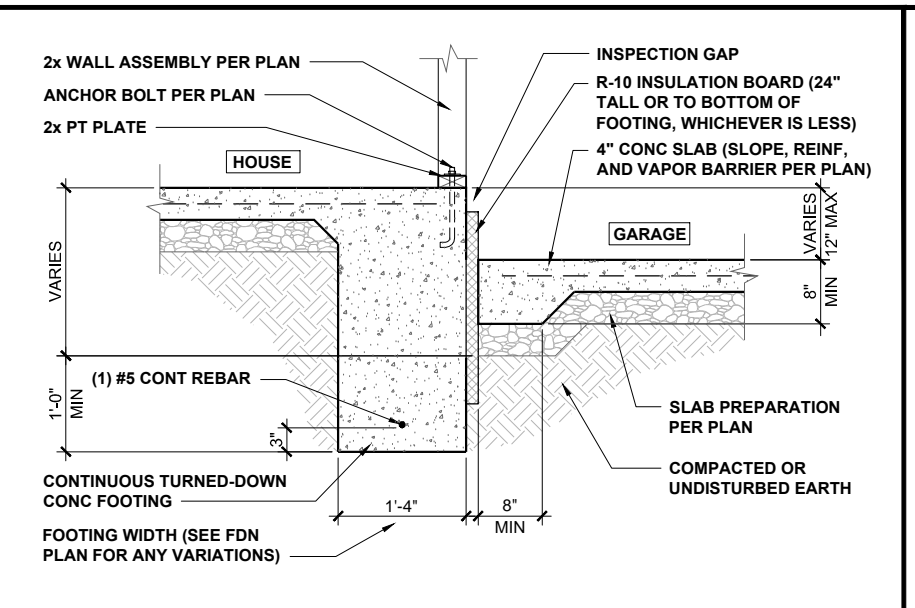 2x WALL ASSEMBLY PER PLAN
ANCHOR BOLT PER PLAN
2x PT PLATE
HOUSE
INSPECTION GAP
R-10 INSULATION BOARD (24"
TALL OR TO BOTTOM OF
FOOTING, WHICHEVER IS LESS)
4" CONC SLAB (SLOPE, REINF,
AND VAPOR BARRIER PER PLAN)
GARAGE
VARIES
12" MAX
8"
MIN
VARIES
1'-0"
MIN
(1) #5 CONT REBAR
3"
CONTINUOUS TURNED-DOWN
CONC FOOTING
FOOTING WIDTH (SEE FDN
PLAN FOR ANY VARIATIONS)
1'-4"
8"
MIN
SLAB PREPARATION
PER PLAN
COMPACTED OR
UNDISTURBED EARTH